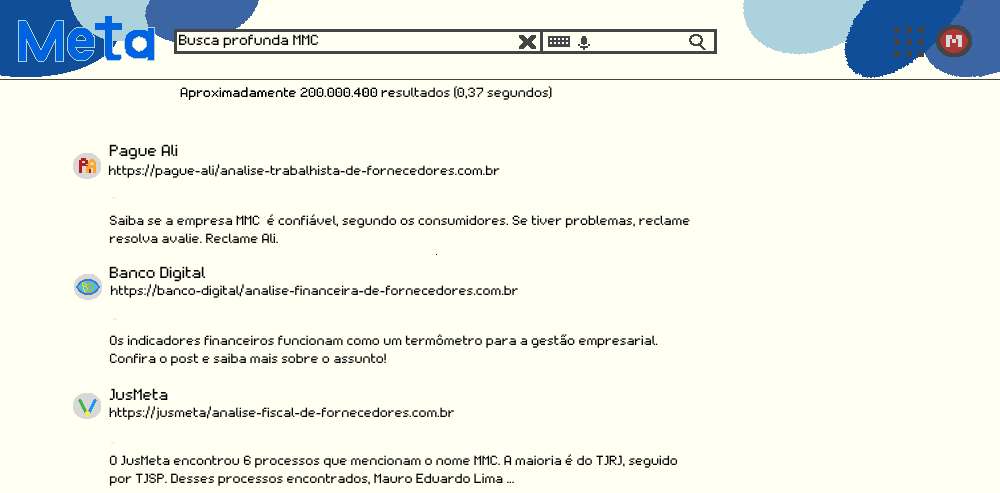 Meta
Busca profunda MMC
M
Aproximadamente 200.000.400 resultados (0,37 segundos)
Pague Ali
PA
https://pague-ali/analise-trabalhista-de-fornecedores.com.br
Saiba se a empresa MMC é confiável, segundo os consumidores. Se tiver problemas, reclame
resolva avalie. Reclame Ali.
Banco Digital
https://banco-digital/analise-financeira-de-fornecedores.com.br
Os indicadores financeiros funcionam como um termômetro para a gestão empresarial.
Confira o post e saiba mais sobre o assunto!
JusMeta
https://jusmeta/analise-fiscal-de-fornecedores.com.br
O JusMeta encontrou 6 processos que mencionam o nome MMC. A maioria é do TJRJ, seguido
por TJSP. Desses processos encontrados, Mauro Eduardo Lima ...